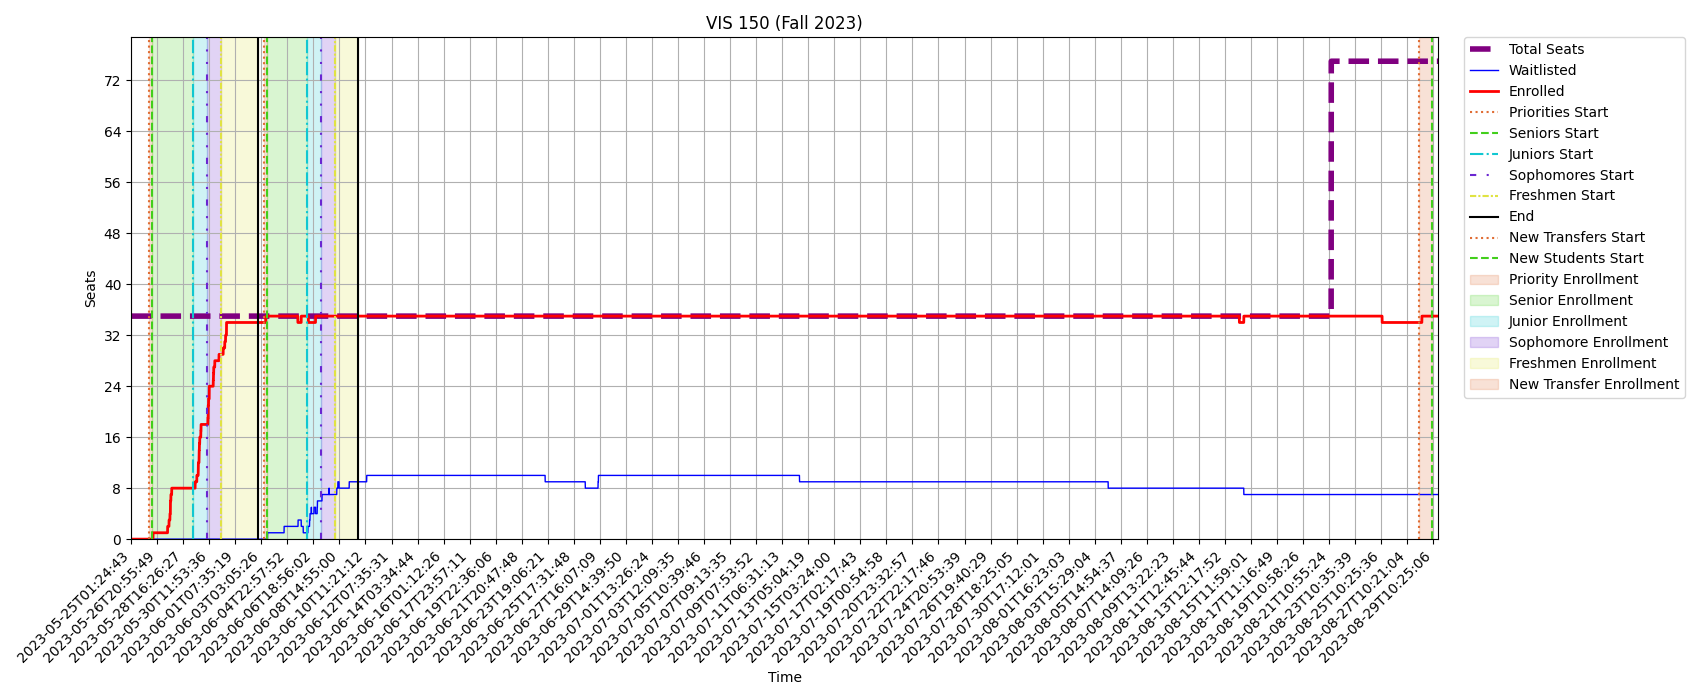 VIS 150 (Fall 2023)
Seats
72
64
56
48
40
32
24
16
8
0
2023-05-25T01:24:43
2023-05-26T20:55:49
2023-05-28T16:26:27
2023-05-30T11:53:36
2023-06-01T07:35:19
2023-06-03T03:05:26
2023-06-04T22:57:52
2023-06-06T18:56:02
2023-06-08T14:55:00
2023-06-10T11:21:12
2023-06-12T07:35:31
2023-06-14T03:34:44
2023-06-16T01:12:26
2023-06-17T23:57:11
2023-06-19T22:36:06
2023-06-21T20:47:48
2023-06-23T19:06:21
2023-06-25T17:31:48
2023-06-27T16:07:09
2023-06-29T14:39:50
2023-07-01T13:26:24
2023-07-03T12:09:35
2023-07-05T10:39:46
2023-07-07T09:13:35
2023-07-09T07:53:52
2023-07-11T06:31:13
2023-07-13T05:04:19
2023-07-15T03:24:00
2023-07-17T02:17:43
2023-07-19T00:54:58
2023-07-20T23:32:57
2023-07-22T22:17:46
2023-07-24T20:53:39
2023-07-26T19:40:29
2023-07-28T18:25:05
2023-07-30T17:12:01
2023-08-01T16:23:03
2023-08-03T15:29:04
2023-08-05T14:54:37
2023-08-07T14:09:26
2023-08-09T13:22:23
2023-08-11T12:45:44
2023-08-13T12:17:52
2023-08-15T11:59:01
2023-08-17T11:16:49
2023-08-19T10:58:26
2023-08-21T10:55:24
2023-08-23T10:35:39
2023-08-25T10:25:36
2023-08-27T10:21:04
2023-08-29T10:25:06
Time
Total Seats
Waitlisted
Enrolled
Priorities Start
Seniors Start
Juniors Start
Sophomores Start
Freshmen Start
End
New Transfers Start
New Students Start
Priority Enrollment
Senior Enrollment
Junior Enrollment
Sophomore Enrollment
Freshmen Enrollment
New Transfer Enrollment